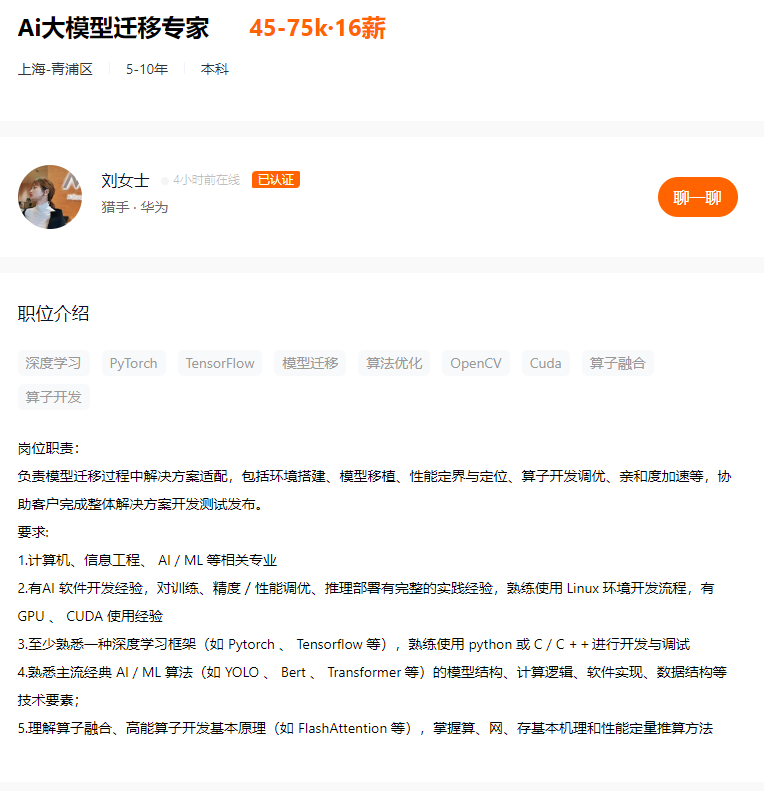 Ai大模型迁移专家 45-75k·16薪
上海-青浦区 5-10年 本科
刘女士 4小时前在线 已认证
猎手 · 华为
聊一聊
职位介绍
深度学习 PyTorch TensorFlow 模型迁移 算法优化 OpenCV Cuda 算子融合
算子开发
岗位职责：
负责模型迁移过程中解决方案适配，包括环境搭建、模型移植、性能定界与定位、算子开发调优、亲和度加速等，协
助客户完成整体解决方案开发测试发布。
要求:
1.计算机、信息工程、 AI / ML 等相关专业
2.有AI 软件开发经验，对训练、精度 / 性能调优、推理部署有完整的实践经验，熟练使用 Linux 环境开发流程，有
GPU 、 CUDA 使用经验
3.至少熟悉一种深度学习框架（如 Pytorch 、 Tensorflow 等），熟练使用 python 或 C / C + + 进行开发与调试
4.熟悉主流经典 AI / ML 算法（如 YOLO 、 Bert 、 Transformer 等）的模型结构、计算逻辑、软件实现、数据结构等
技术要素；
5.理解算子融合、高能算子开发基本原理（如 FlashAttention 等），掌握算、网、存基本机理和性能定量推算方法